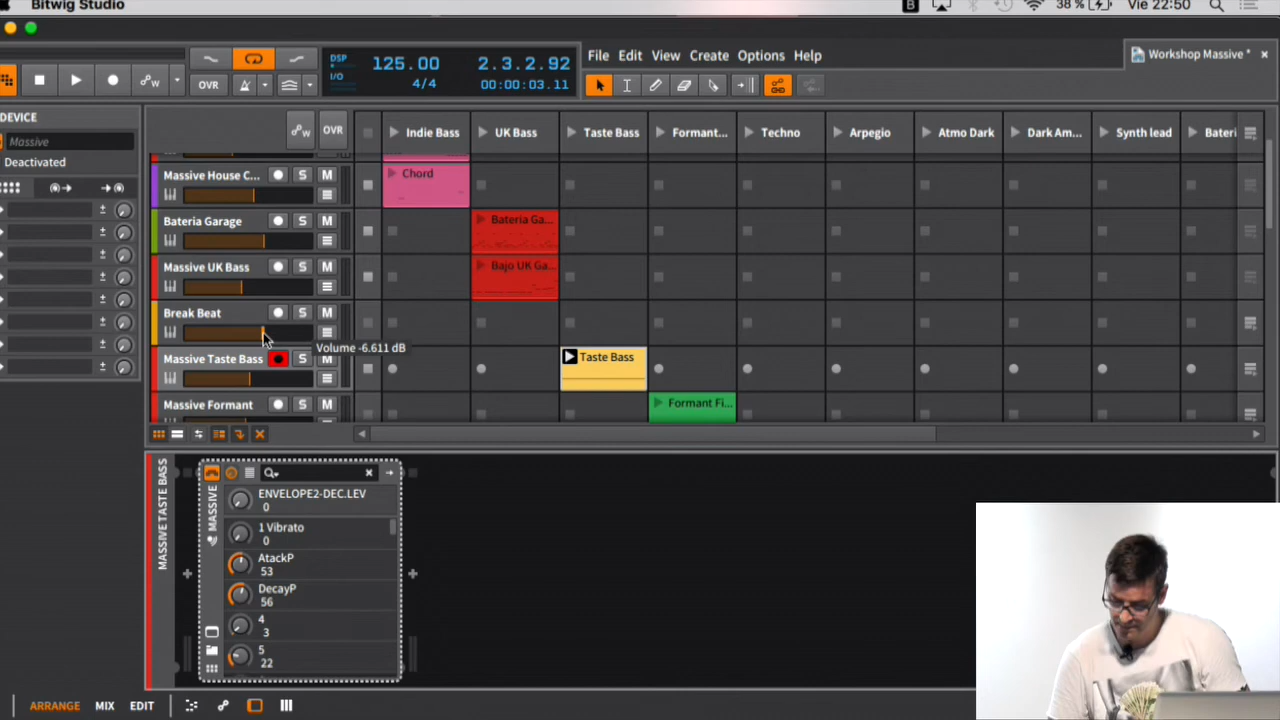 Bitwig Studio
B
38 %
Vie 22:50
OVR
DSP
I/O
125.00
4/4
2.3.2.92
00:00:03.11
File Edit View Create Options Help
Workshop Massive *
DEVICE
Massive
Deactivated
W OVR
Indie Bass
UK Bass
Taste Bass
Formant...
Techno
Arpegio
Atmo Dark
Dark Am...
Synth lead
Bateri
Massive House C... S M
Chord
Bateria Garage S M
Bateria Ga...
Massive UK Bass S M
Bajo UK Ga...
Break Beat S M
Volume -6.611 dB
Massive Taste Bass S M
Taste Bass
Massive Formant S M
Formant Fi...
MASSIVE TASTE BASS
MASSIVE
ENVELOPE2-DEC.LEV
0
1 Vibrato
0
AtackP
53
DecayP
56
4
3
5
22
ARRANGE MIX EDIT